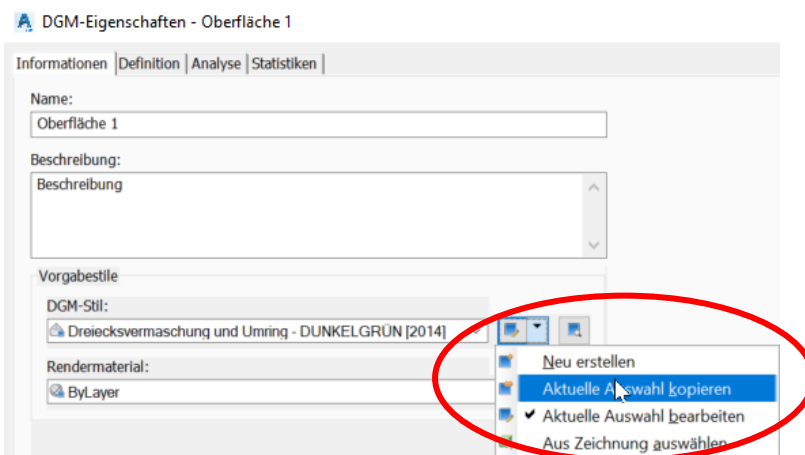 DGM-Eigenschaften - Oberfläche 1
Informationen Definition Analyse Statistiken
Name:
Oberfläche 1
Beschreibung:
Beschreibung
Vorgabestile
DGM-Stil:
Dreiecksvermaschung und Umring - DUNKELGRÜN [2014]
Neu erstellen
Rendermaterial:
Aktuelle Auswahl kopieren
ByLayer
Aktuelle Auswahl bearbeiten
Aus Zeichnung auswählen